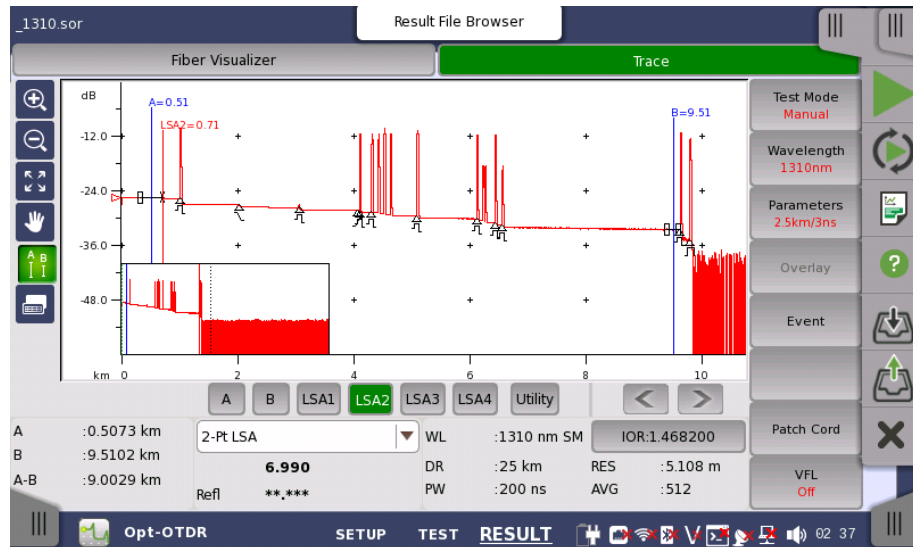 _1310.sor
Result File Browser
Fiber Visualizer
Trace
dB
A=0.51
LSA2=0.71
B=9.51
-12.0
-24.0
-36.0
-48.0
km 0 2 4 6 8 10
Test Mode
Manual
Wavelength
1310nm
Parameters
2.5km/3ns
Overlay
Event
Patch Cord
VFL
Off
A B
A B LSA1 LSA2 LSA3 LSA4 Utility < >
A :0.5073 km
B :9.5102 km
A-B :9.0029 km
2-Pt LSA
6.990
Refl **.***
WL :1310 nm SM IOR:1.468200
DR :25 km RES :5.108 m
PW :200 ns AVG :512
Opt-OTDR SETUP TEST RESULT 02 37